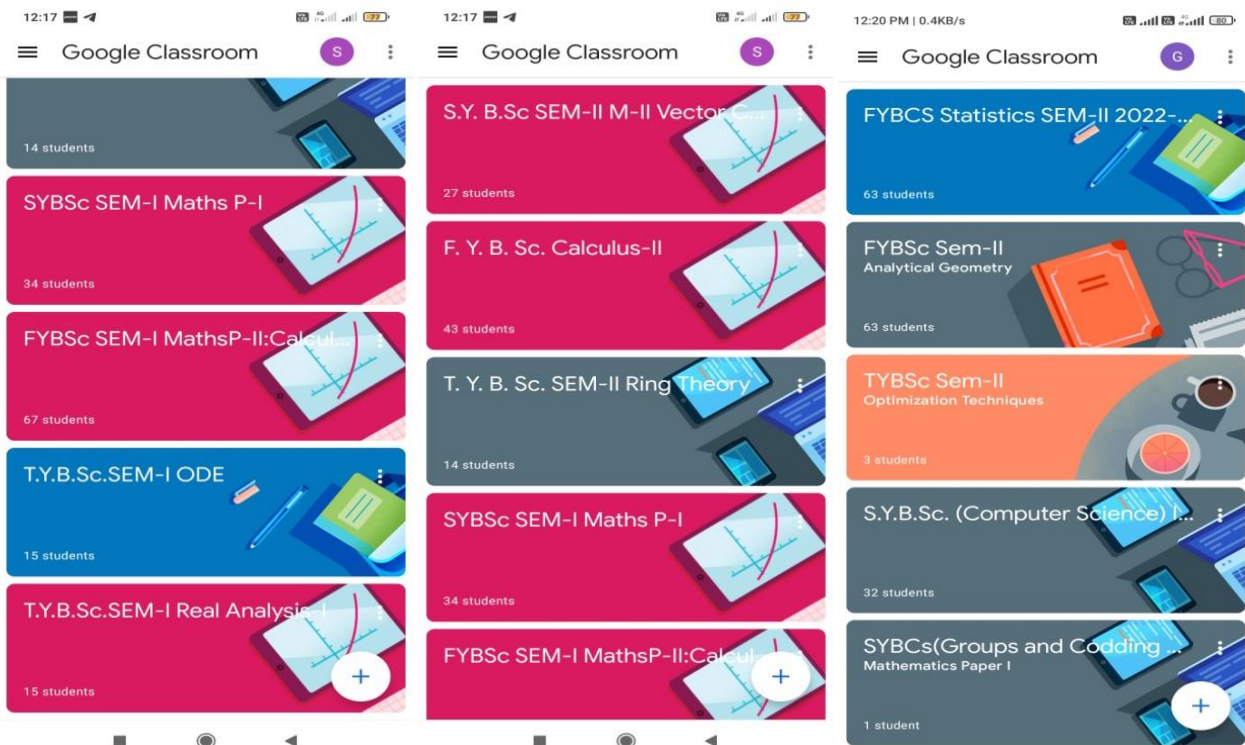 12:17
77
Google Classroom
S
14 students
SYBSc SEM-I Maths P-I
34 students
FYBSc SEM-I MathsP-II:Calcul...
67 students
T.Y.B.Sc.SEM-I ODE
15 students
T.Y.B.Sc.SEM-I Real Analysis-I
15 students
+
12:17
77
Google Classroom
S
S.Y. B.Sc SEM-II M-II Vector C...
27 students
F. Y. B. Sc. Calculus-II
43 students
T. Y. B. Sc. SEM-II Ring Theory
14 students
SYBSc SEM-I Maths P-I
34 students
FYBSc SEM-I MathsP-II:Calcul...
+
12:20 PM | 0.4KB/s
80
Google Classroom
G
FYBCS Statistics SEM-II 2022-...
63 students
FYBSc Sem-II
Analytical Geometry
63 students
TYBSc Sem-II
Optimization Techniques
3 students
S.Y.B.Sc. (Computer Science) I...
32 students
SYBCs(Groups and Codding ...
Mathematics Paper I
1 student
+